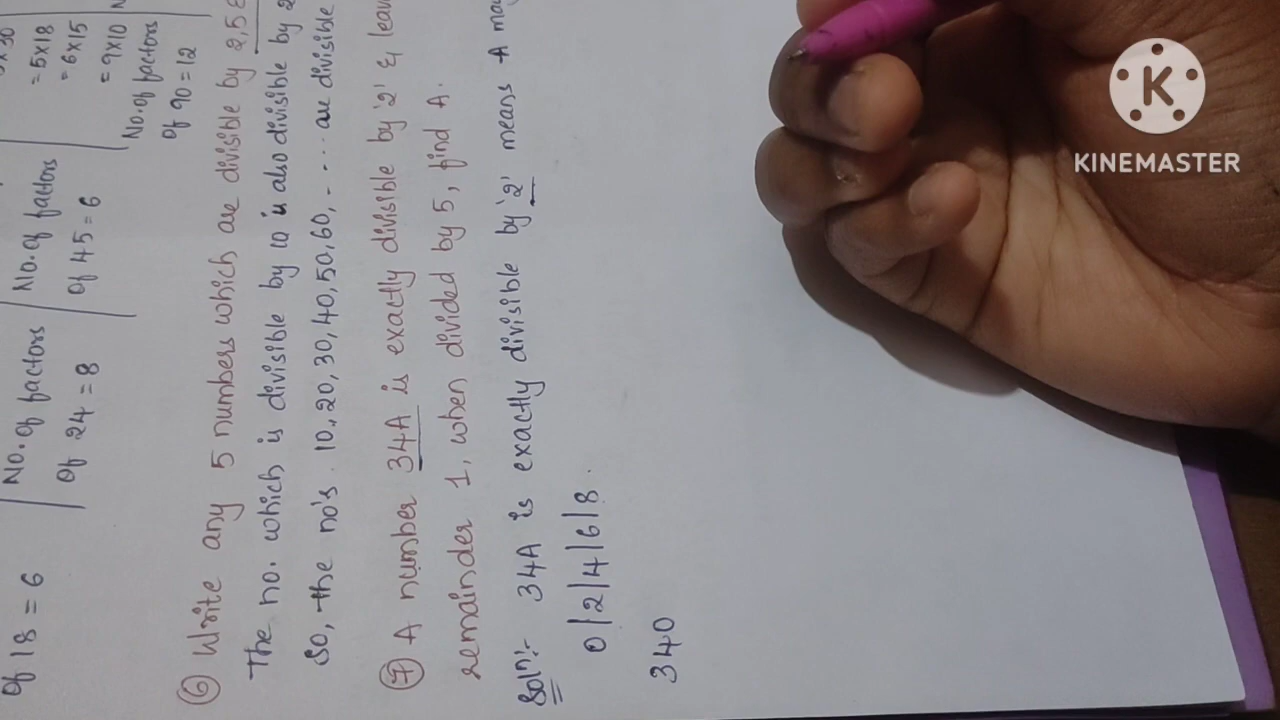 Of 18 = 6
No. of factors
Of 24 = 8
No. of factors
Of 45 = 6
= 5x18
= 6x15
= 9x10
No. of factors
Of 90 = 12
⑥ Write any 5 numbers which are divisible by 2,5 &
The no. which is divisible by 10 is also divisible by 2
So, the no's 10, 20, 30, 40, 50, 60, - - - . are divisible
⑦ A number 34A is exactly divisible by '2' & leav
remainder 1, when divided by 5, find A.
Soln:- 34A is exactly divisible by '2' means A may
0/2/4/6/8.
340
K
KINEMASTER